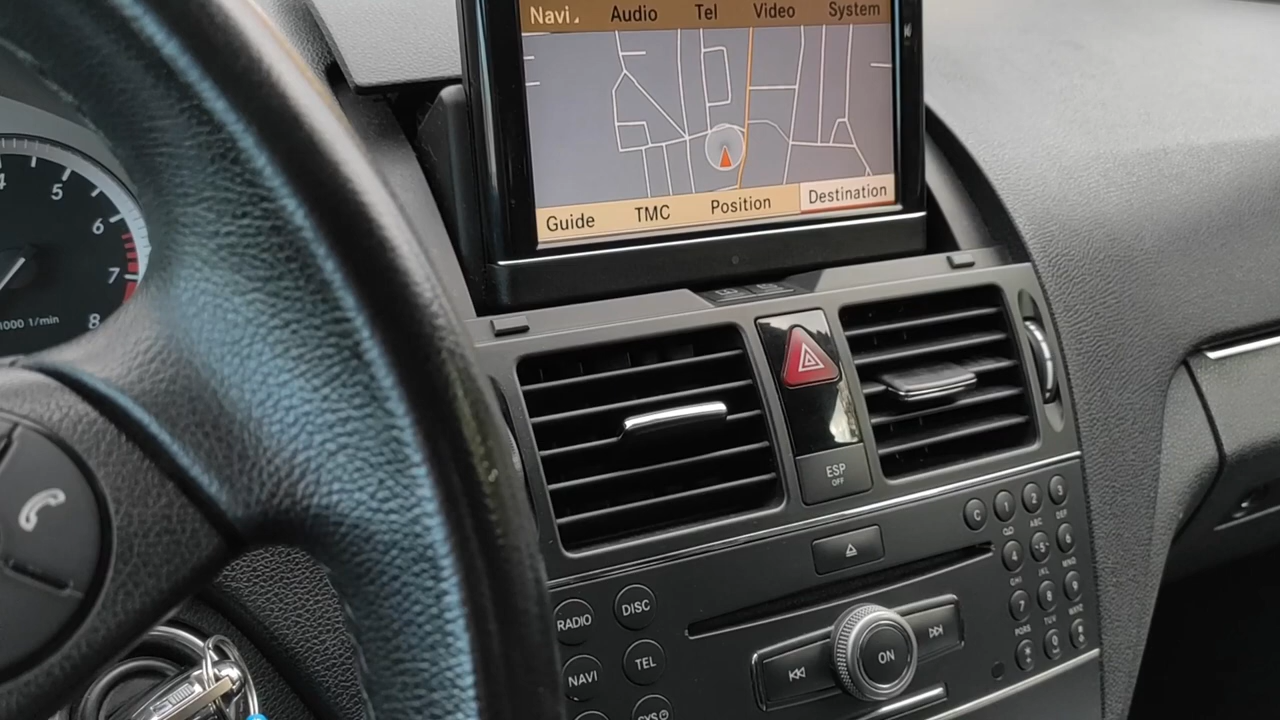 Navi Audio Tel Video System
Guide TMC Position Destination
4
5
6
7
8
1000 1/min
ESP
OFF
C 1 2 3
ABC DEF
4 5 6
GHI JKL MNO
7 8 9
PQRS TUV WXYZ
* 0 #
RADIO DISC
NAVI TEL
SYS
ON